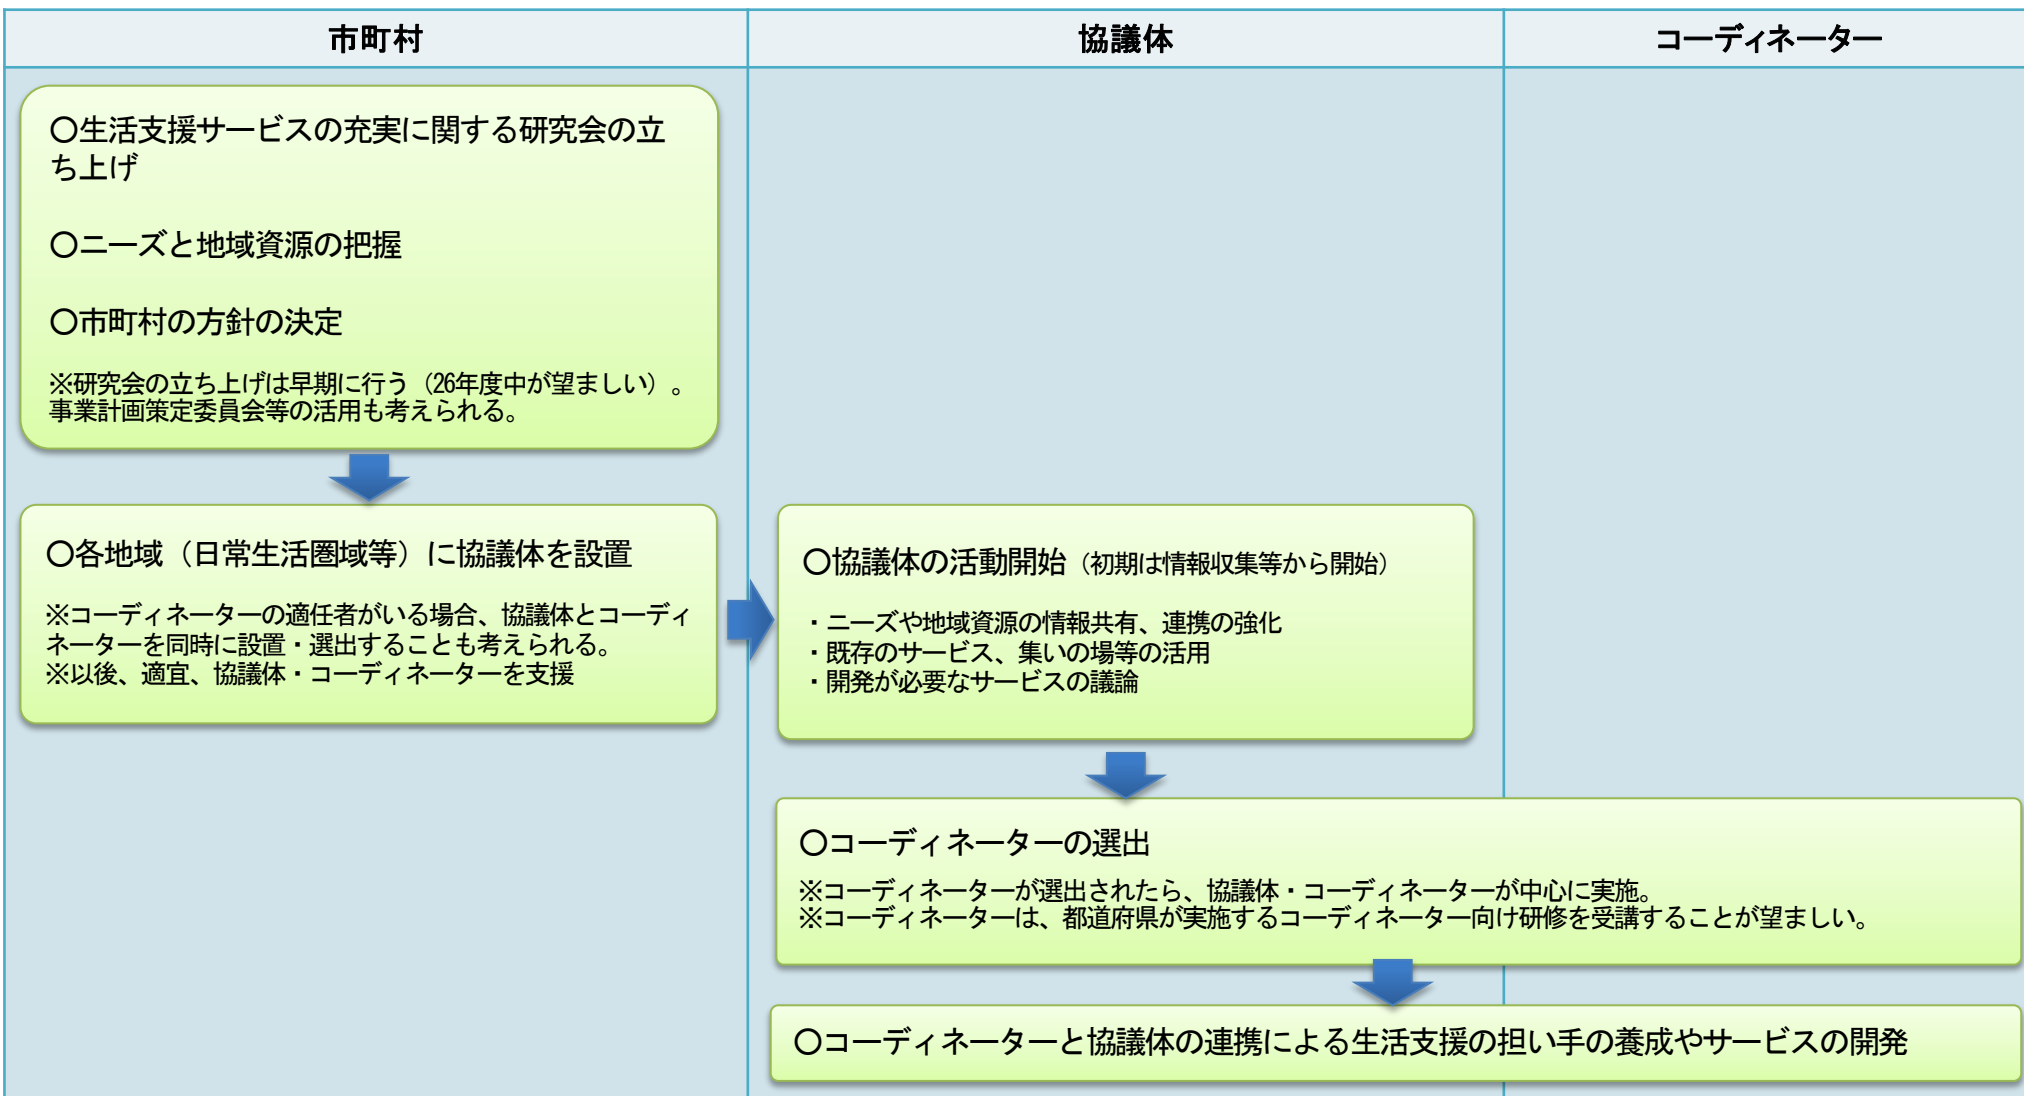 市町村
協議体
コーディネーター
〇生活支援サービスの充実に関する研究会の立
ち上げ
〇ニーズと地域資源の把握
〇市町村の方針の決定
※研究会の立ち上げは早期に行う（26年度中が望ましい）。
事業計画策定委員会等の活用も考えられる。
〇各地域（日常生活圏域等）に協議体を設置
※コーディネーターの適任者がいる場合、協議体とコーディ
ネーターを同時に設置・選出することも考えられる。
※以後、適宜、協議体・コーディネーターを支援
〇協議体の活動開始（初期は情報収集等から開始）
・ニーズや地域資源の情報共有、連携の強化
・既存のサービス、集いの場等の活用
・開発が必要なサービスの議論
〇コーディネーターの選出
※コーディネーターが選出されたら、協議体・コーディネーターが中心に実施。
※コーディネーターは、都道府県が実施するコーディネーター向け研修を受講することが望ましい。
〇コーディネーターと協議体の連携による生活支援の担い手の養成やサービスの開発